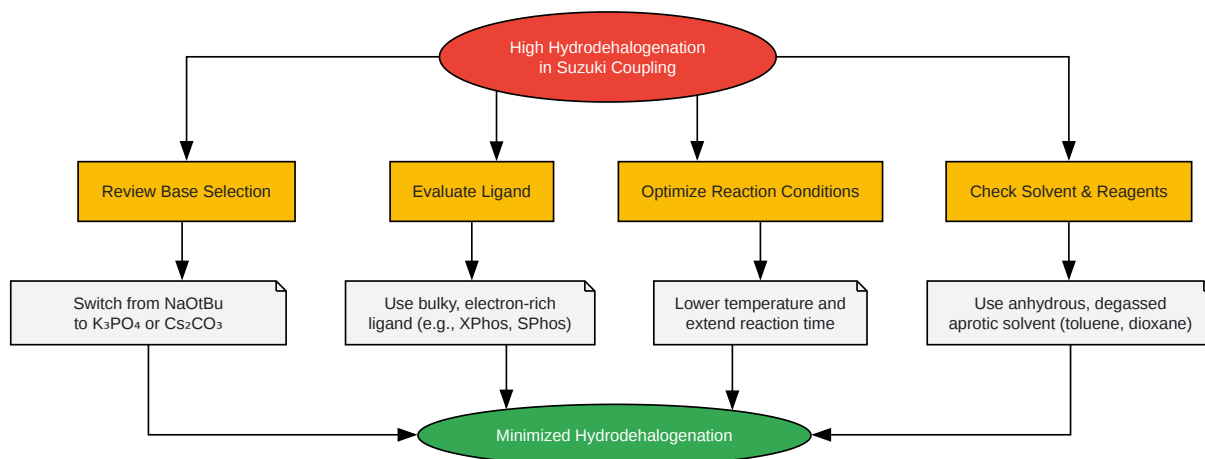 High Hydrodehalogenation
in Suzuki Coupling
Review Base Selection
Evaluate Ligand
Optimize Reaction Conditions
Check Solvent & Reagents
Switch from NaOtBu
to K₃PO₄ or Cs₂CO₃
Use bulky, electron-rich
ligand (e.g., XPhos, SPhos)
Lower temperature and
extend reaction time
Use anhydrous, degassed
aprotic solvent (toluene, dioxane)
Minimized Hydrodehalogenation